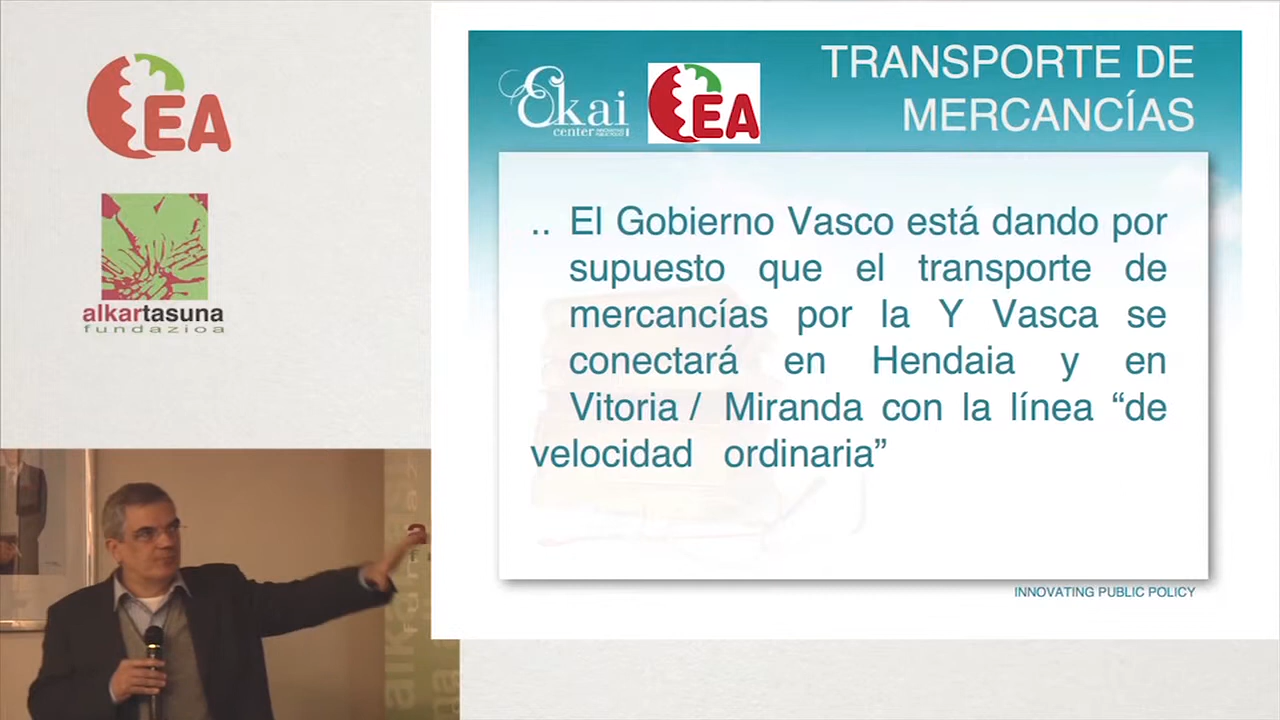 EA
alkartasuna
fundazioa
Ekai
center
EA
TRANSPORTE DE
MERCANCÍAS
.. El Gobierno Vasco está dando por
supuesto que el transporte de
mercancías por la Y Vasca se
conectará en Hendaia y en
Vitoria / Miranda con la línea “de
velocidad ordinaria”
INNOVATING PUBLIC POLICY